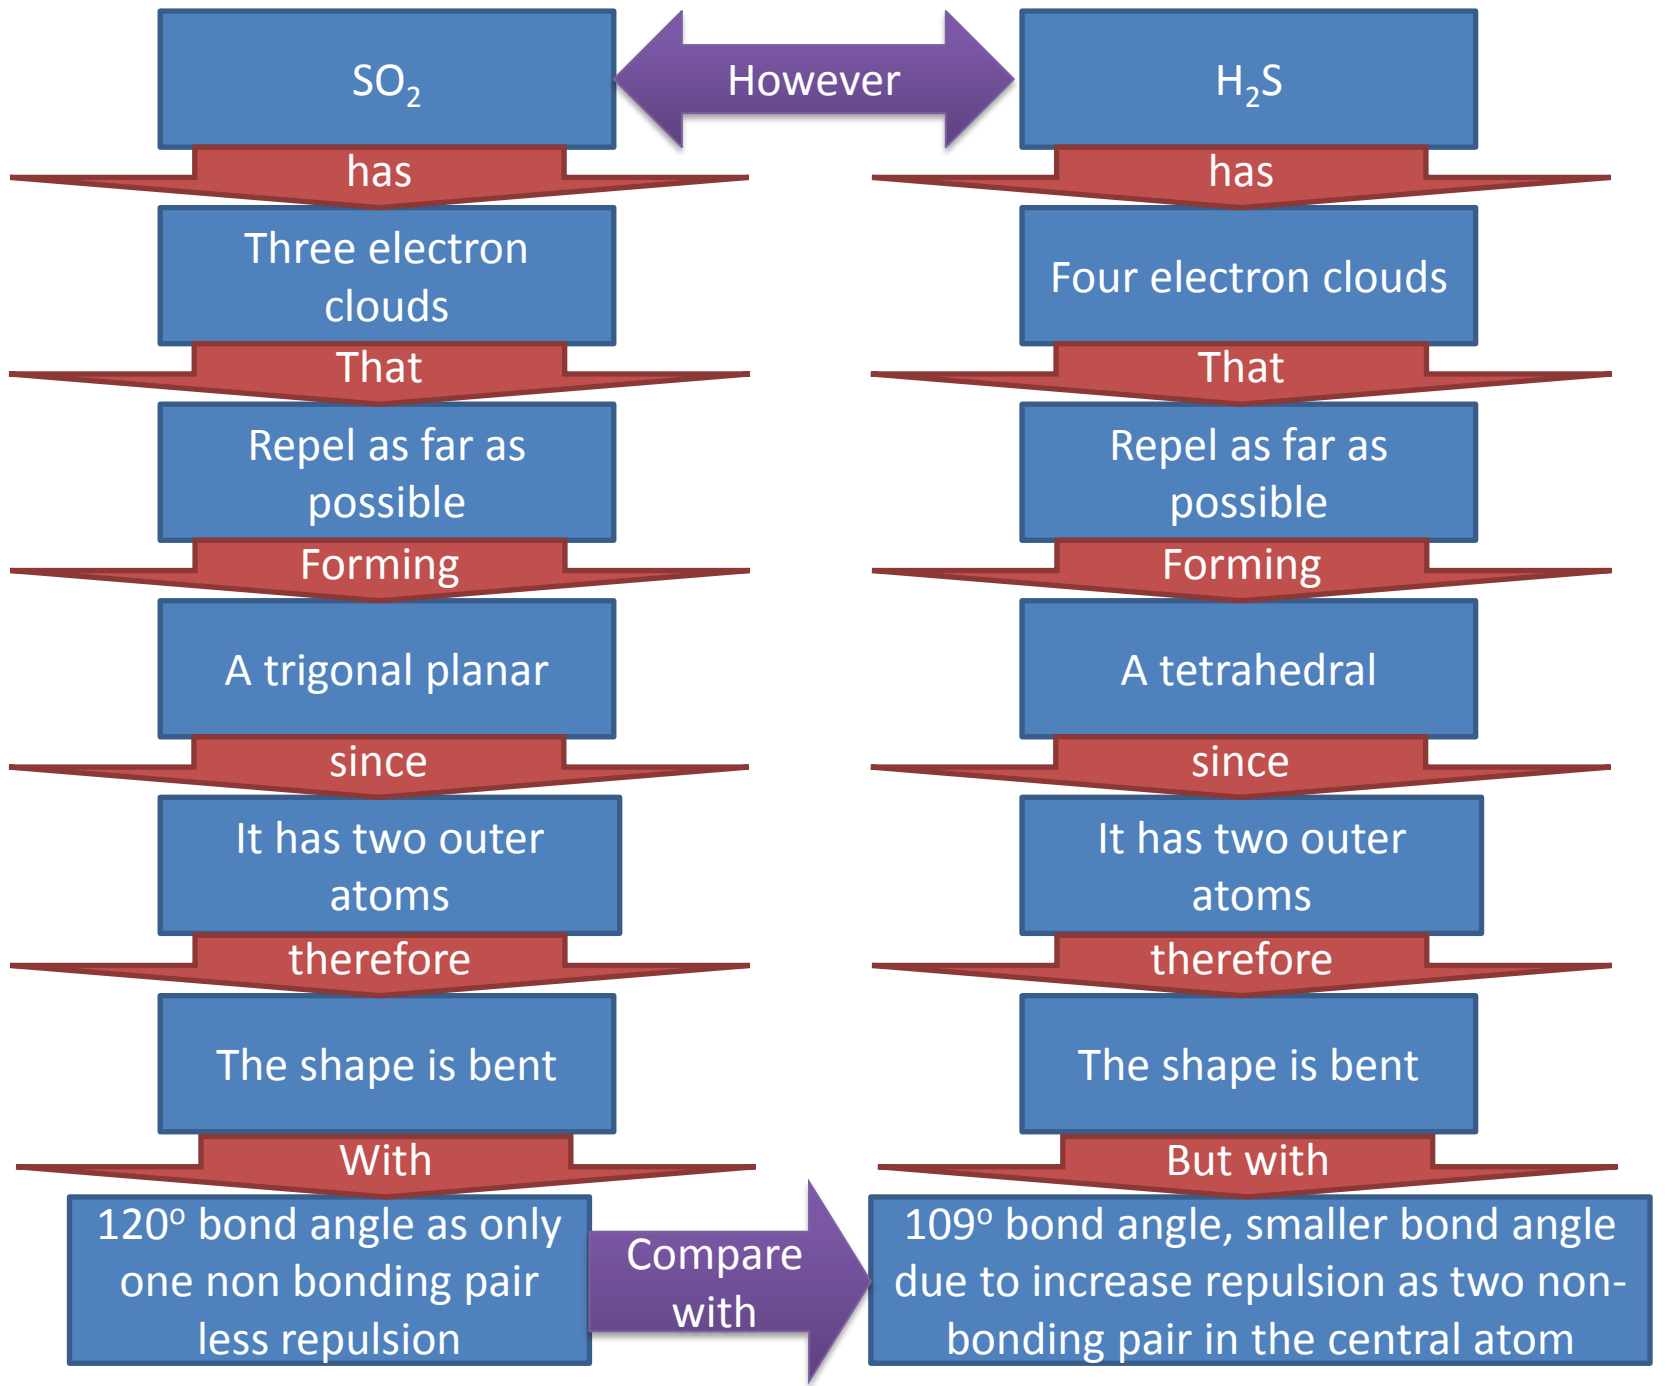 SO₂
However
H₂S
has
has
Three electron
clouds
Four electron clouds
That
That
Repel as far as
possible
Repel as far as
possible
Forming
Forming
A trigonal planar
A tetrahedral
since
since
It has two outer
atoms
It has two outer
atoms
therefore
therefore
The shape is bent
The shape is bent
With
But with
120º bond angle as only
one non bonding pair
less repulsion
Compare
with
109º bond angle, smaller bond angle
due to increase repulsion as two non-
bonding pair in the central atom